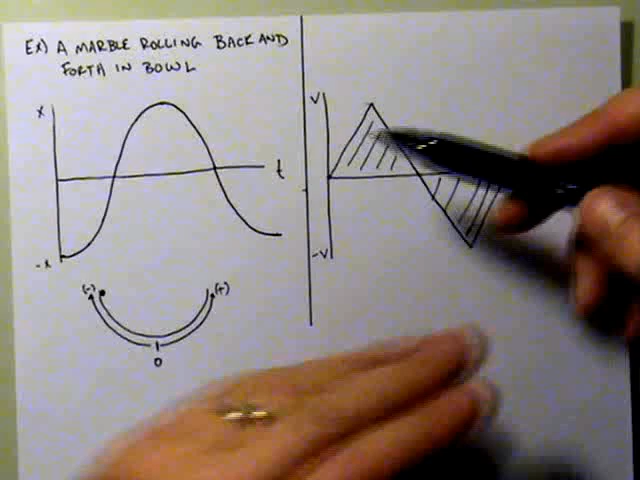 EX) A MARBLE ROLLING BACK AND
FORTH IN BOWL
x
t
-x
(-)
(+)
0
V
-V